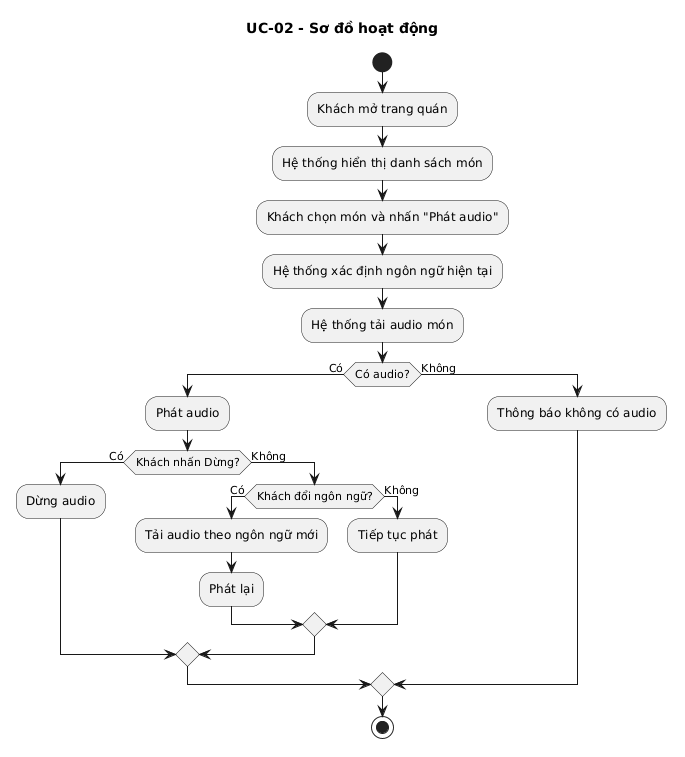 UC-02 - Sơ đồ hoạt động
Khách mở trang quán
Hệ thống hiển thị danh sách món
Khách chọn món và nhấn "Phát audio"
Hệ thống xác định ngôn ngữ hiện tại
Hệ thống tải audio món
Có
Có audio?
Không
Phát audio
Thông báo không có audio
Có
Khách nhấn Dừng?
Không
Dừng audio
Có
Khách đổi ngôn ngữ?
Không
Tải audio theo ngôn ngữ mới
Tiếp tục phát
Phát lại